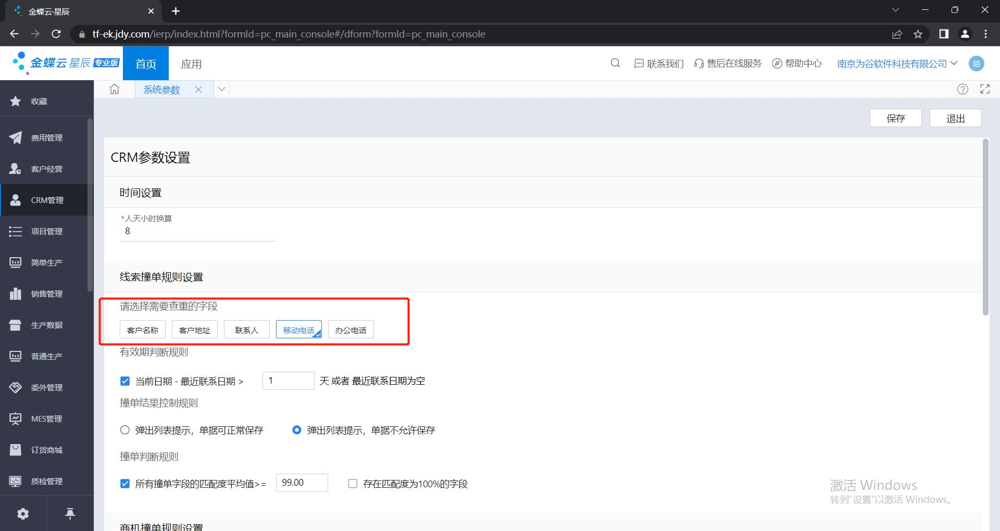 金蝶云·星辰
tf-ek.jdy.com/ierp/index.html?formId=pc_main_console#/dform?formId=pc_main_console
金蝶云 星辰 专业版
首页
应用
联系我们
售后在线服务
帮助中心
南京为谷软件科技有限公司
陌
系统参数
收藏
费用管理
客户经营
CRM管理
项目管理
简单生产
销售管理
生产数据
普通生产
委外管理
MES管理
订货商城
质检管理
保存
退出
CRM参数设置
时间设置
*人天小时换算
8
线索撞单规则设置
请选择需要查重的字段
客户名称 客户地址 联系人 移动电话 办公电话
有效期判断规则
当前日期 - 最近联系日期 > 1 天 或者 最近联系日期为空
撞单结果控制规则
弹出列表提示，单据可正常保存 弹出列表提示，单据不允许保存
撞单判断规则
所有撞单字段的匹配度平均值>= 99.00 存在匹配度为100%的字段
商机撞单规则设置
激活 Windows
转到“设置”以激活 Windows。